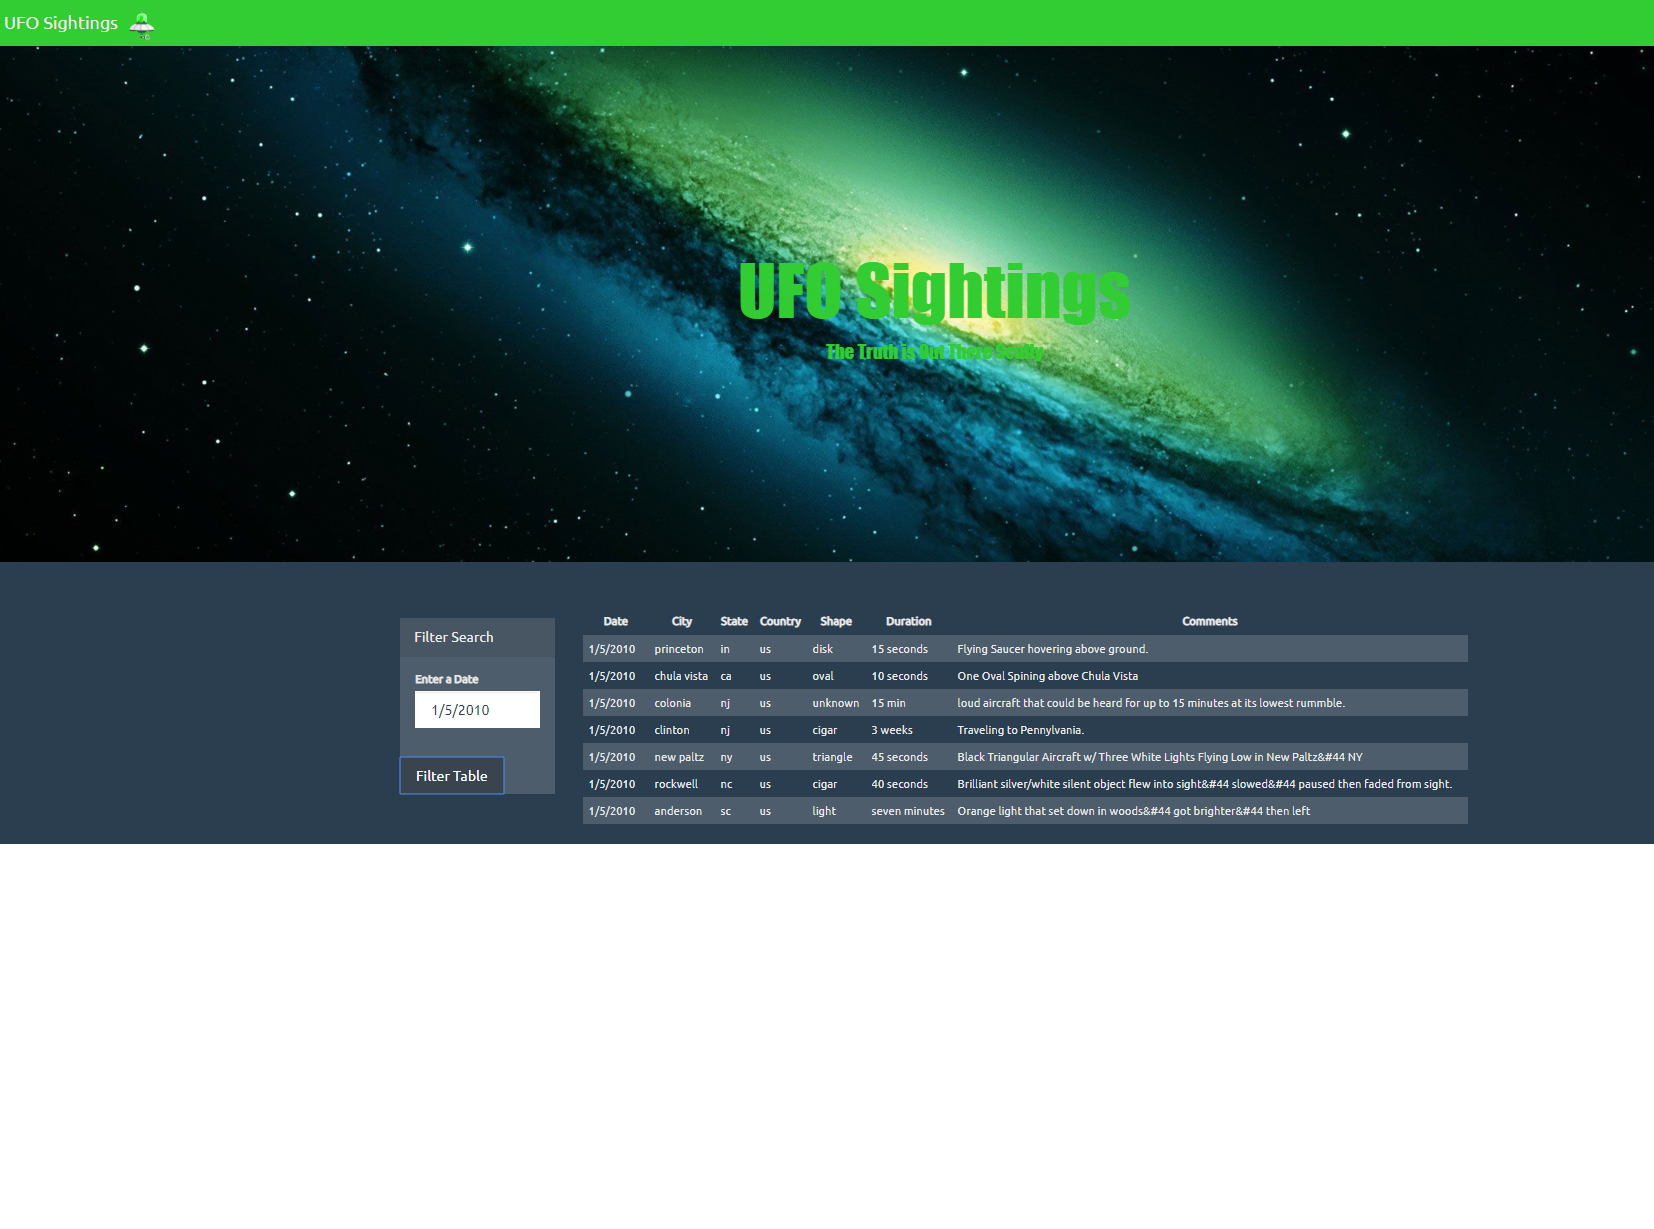 UFO Sightings
UFO Sightings
The Truth is Out There Scully
Filter Search
Enter a Date
1/5/2010
Filter Table
Date City State Country Shape Duration Comments
1/5/2010 princeton in us disk 15 seconds Flying Saucer hovering above ground.
1/5/2010 chula vista ca us oval 10 seconds One Oval Spining above Chula Vista
1/5/2010 colonia nj us unknown 15 min loud aircraft that could be heard for up to 15 minutes at its lowest rummble.
1/5/2010 clinton nj us cigar 3 weeks Traveling to Pennylvania.
1/5/2010 new paltz ny us triangle 45 seconds Black Triangular Aircraft w/ Three White Lights Flying Low in New Paltz&#44 NY
1/5/2010 rockwell nc us cigar 40 seconds Brilliant silver/white silent object flew into sight&#44 slowed&#44 paused then faded from sight.
1/5/2010 anderson sc us light seven minutes Orange light that set down in woods&#44 got brighter&#44 then left